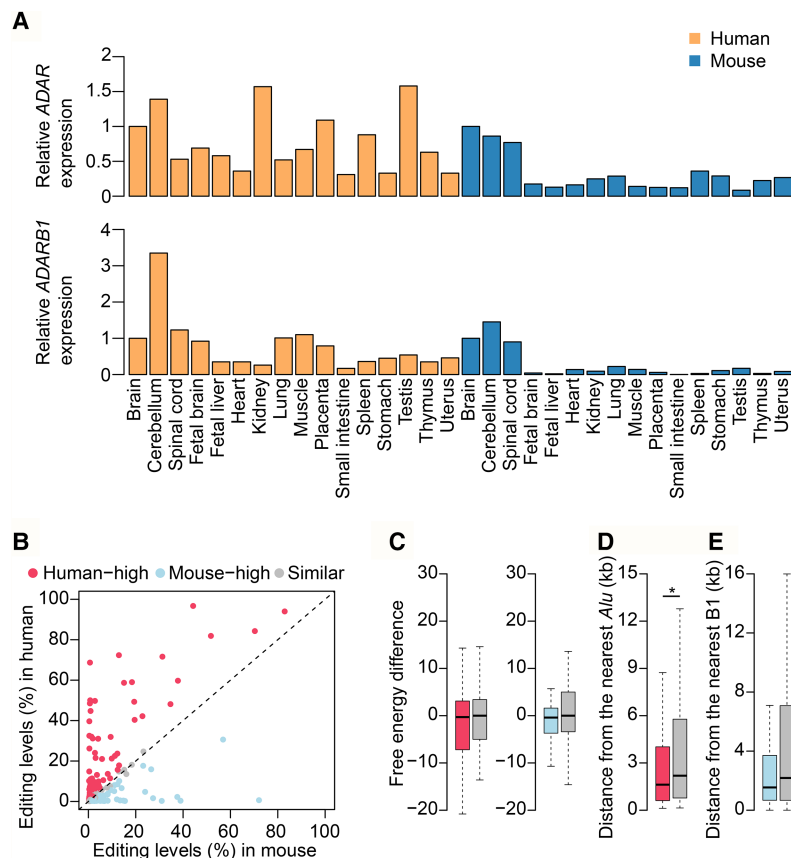 A
Human
Mouse
Relative ADAR
expression
2
1.5
1
0.5
0
Relative ADARB1
expression
4
3
2
1
0
Brain
Cerebellum
Spinal cord
Fetal brain
Fetal liver
Heart
Kidney
Lung
Muscle
Placenta
Small intestine
Spleen
Stomach
Testis
Thymus
Uterus
Brain
Cerebellum
Spinal cord
Fetal brain
Fetal liver
Heart
Kidney
Lung
Muscle
Placenta
Small intestine
Spleen
Stomach
Testis
Thymus
Uterus
B
Human−high Mouse−high Similar
Editing levels (%) in human
100
80
60
40
20
0
0 20 40 60 80 100
Editing levels (%) in mouse
C
Free energy difference
30
20
10
0
−10
−20
30
20
10
0
−10
−20
D
Distance from the nearest Alu (kb)
15
12
9
6
3
0
*
E
Distance from the nearest B1 (kb)
16
12
8
4
0